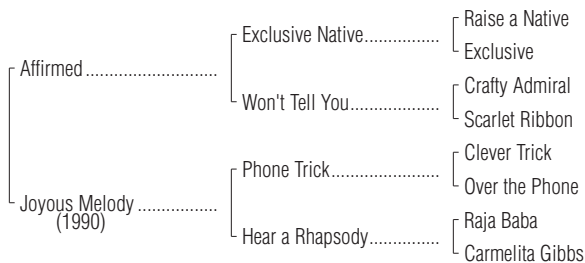 Raise a Native
Exclusive Native.................
Exclusive
Affirmed ............................
Crafty Admiral
Won't Tell You....................
Scarlet Ribbon
Clever Trick
Phone Trick........................
Over the Phone
Joyous Melody .................
(1990)
Raja Baba
Hear a Rhapsody...............
Carmelita Gibbs